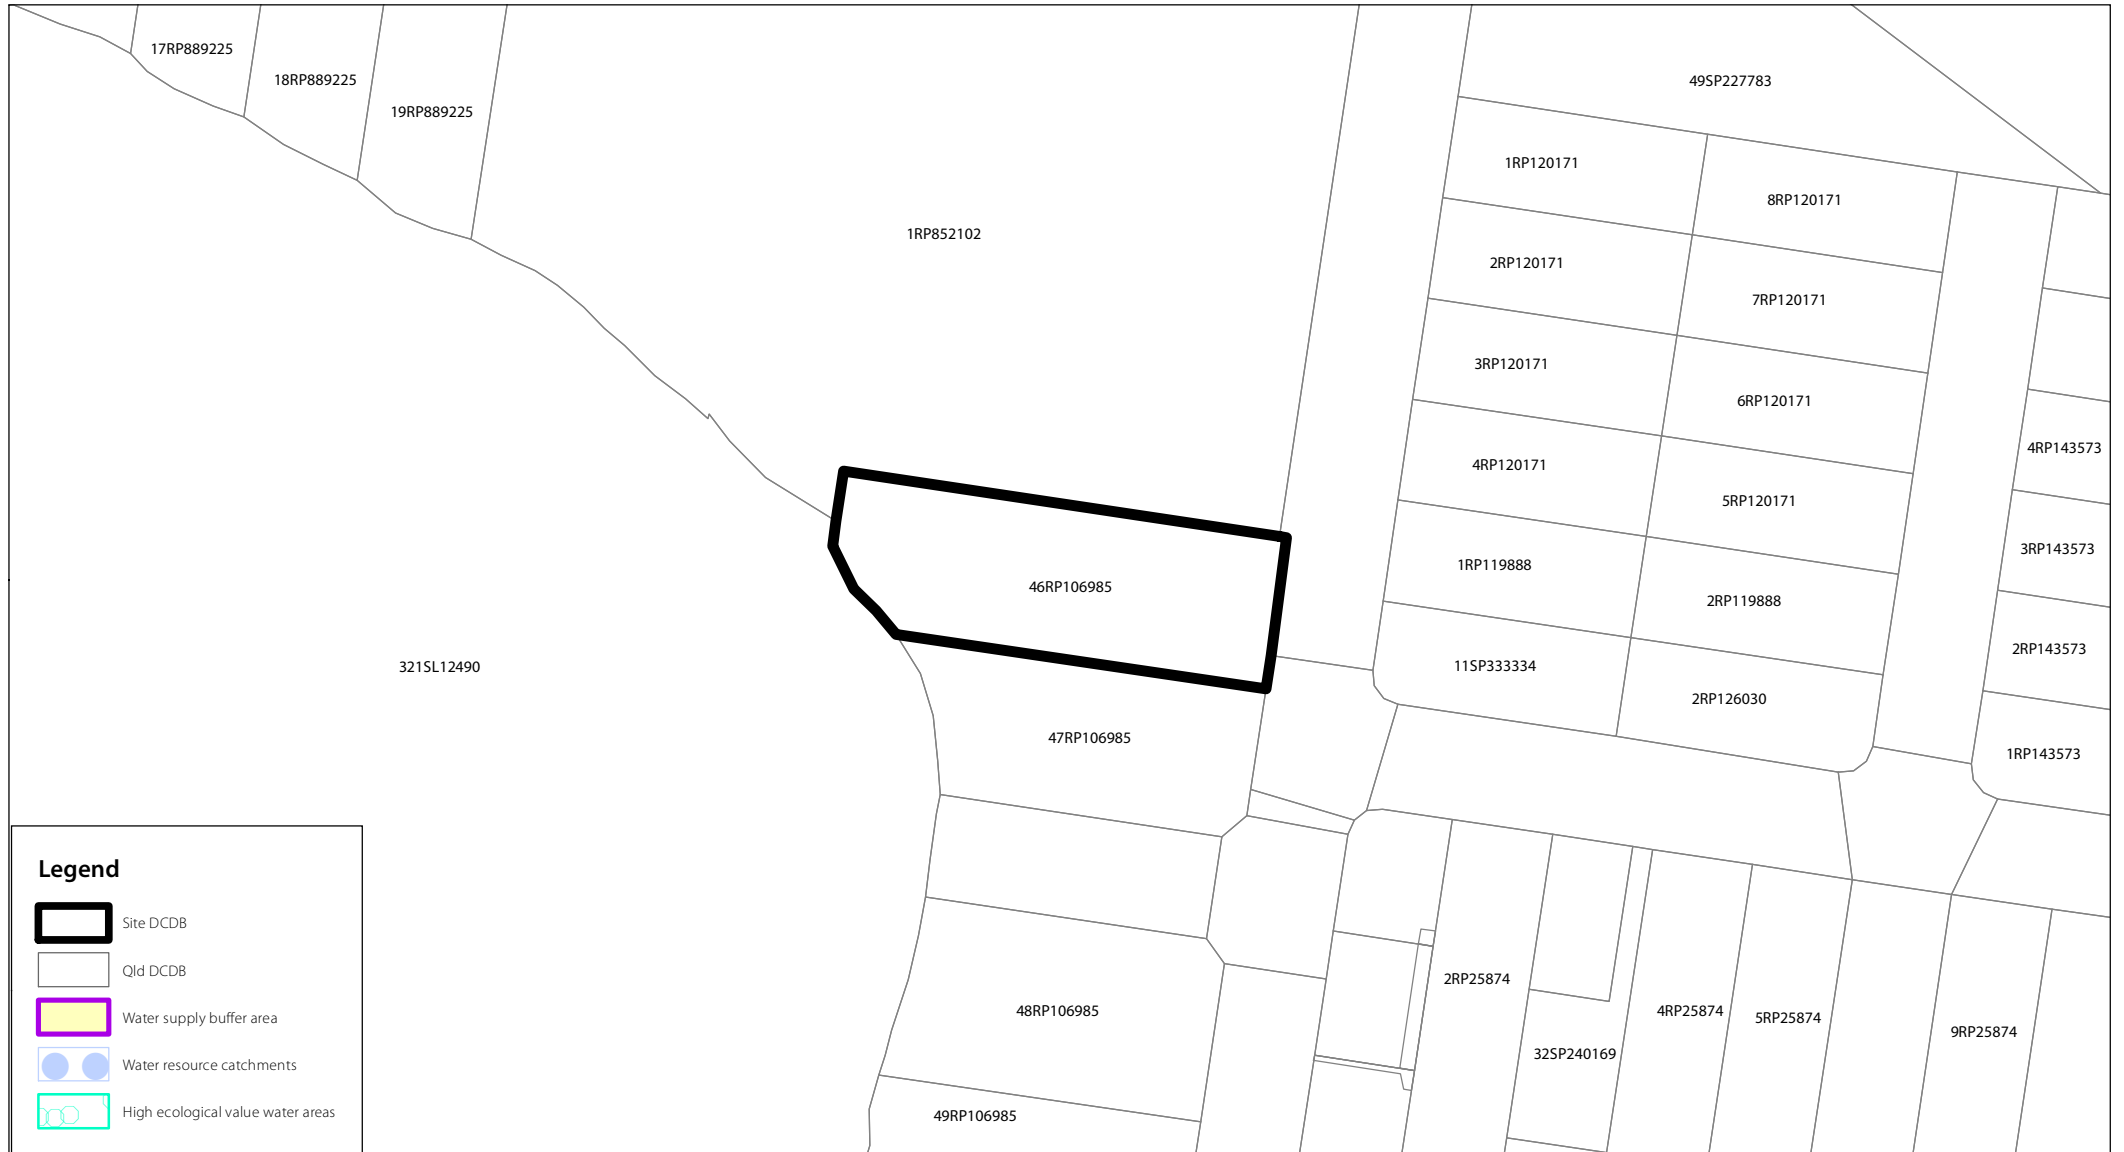 17RP889225
18RP889225
19RP889225
49SP227783
1RP120171
8RP120171
1RP852102
2RP120171
7RP120171
3RP120171
6RP120171
4RP143573
4RP120171
5RP120171
3RP143573
1RP119888
46RP106985
2RP119888
2RP143573
321SL12490
11SP333334
2RP126030
47RP106985
1RP143573
2RP25874
48RP106985
4RP25874
5RP25874
9RP25874
32SP240169
49RP106985
Legend
Site DCDB
Qld DCDB
Water supply buffer area
Water resource catchments
High ecological value water areas